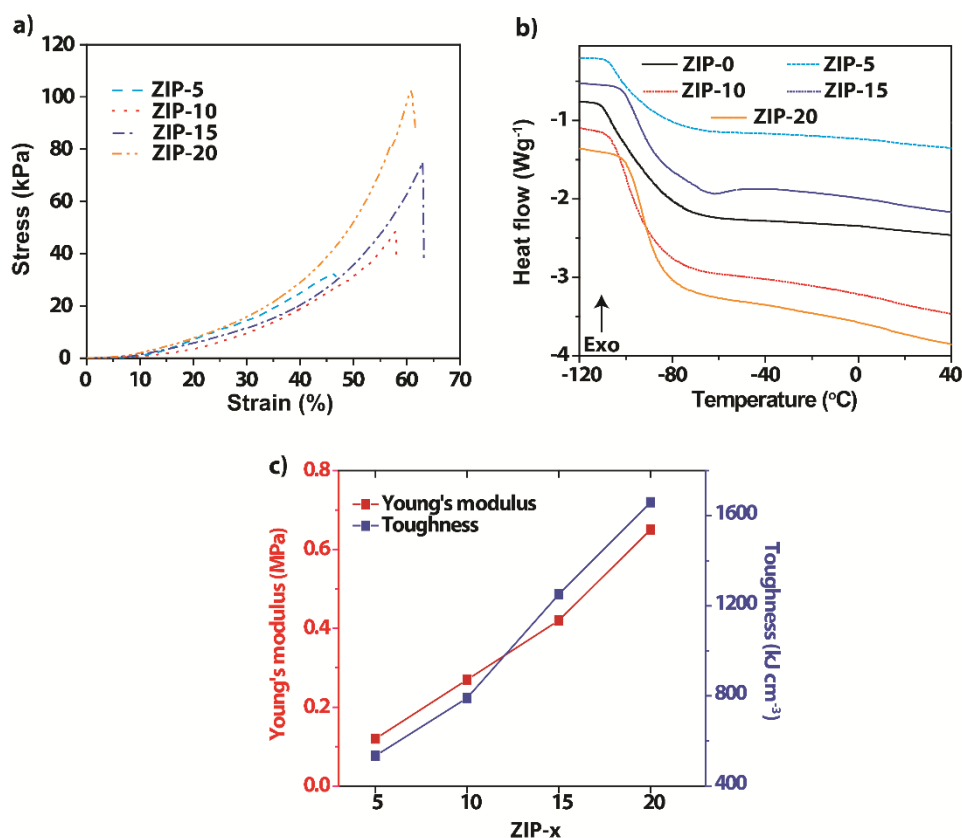 a)
120
100
80
60
40
20
0
Stress (kPa)
ZIP-5
ZIP-10
ZIP-15
ZIP-20
0 10 20 30 40 50 60 70
Strain (%)
b)
-1
-2
-3
-4
Heat flow (Wg⁻¹)
ZIP-0 ZIP-5
ZIP-10 ZIP-15
ZIP-20
Exo
-120 -80 -40 0 40
Temperature (°C)
c)
0.8
0.6
0.4
0.2
0.0
Young's modulus (MPa)
Young's modulus
Toughness
1600
1200
800
400
Toughness (kJ cm⁻³)
5 10 15 20
ZIP-x